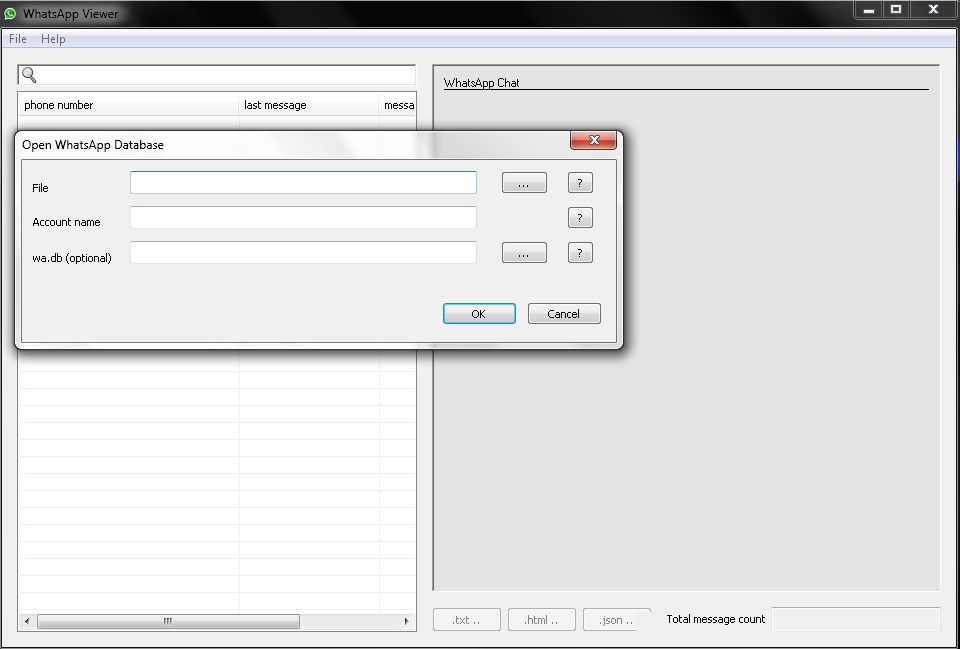 WhatsApp Viewer
File Help
WhatsApp Chat
phone number last message messa
Open WhatsApp Database
File ... ?
Account name ?
wa.db (optional) ... ?
OK Cancel
.txt .. .html .. .json .. Total message count